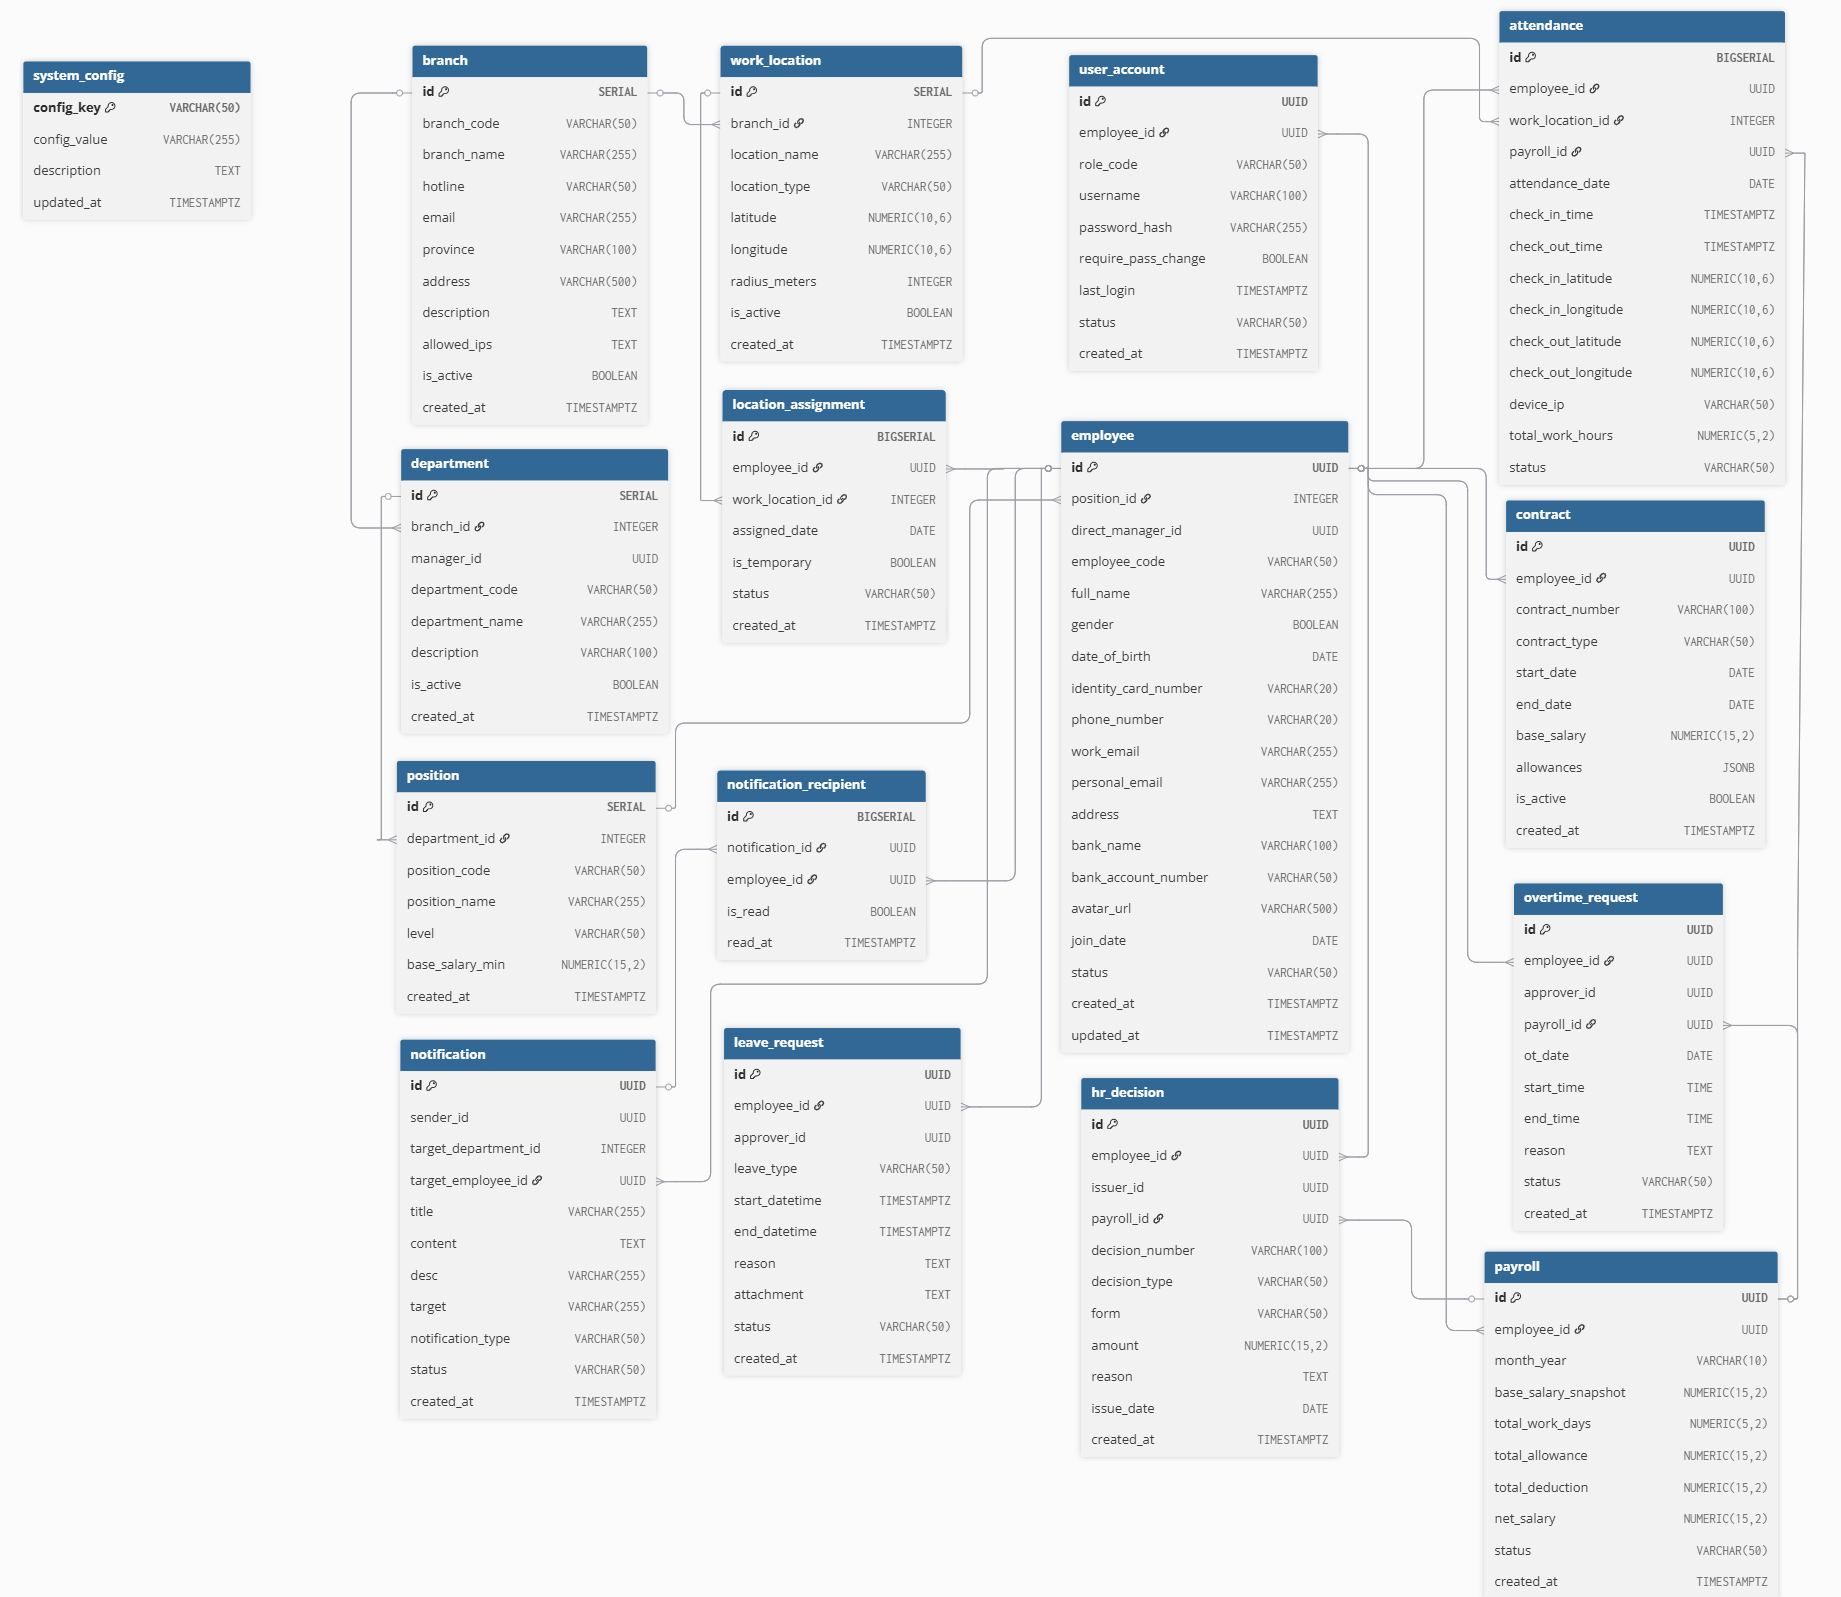 system_config
config_key VARCHAR(50)
config_value VARCHAR(255)
description TEXT
updated_at TIMESTAMPTZ
branch
id SERIAL
branch_code VARCHAR(50)
branch_name VARCHAR(255)
hotline VARCHAR(50)
email VARCHAR(255)
province VARCHAR(100)
address VARCHAR(500)
description TEXT
allowed_ips TEXT
is_active BOOLEAN
created_at TIMESTAMPTZ
department
id SERIAL
branch_id INTEGER
manager_id UUID
department_code VARCHAR(50)
department_name VARCHAR(255)
description VARCHAR(100)
is_active BOOLEAN
created_at TIMESTAMPTZ
position
id SERIAL
department_id INTEGER
position_code VARCHAR(50)
position_name VARCHAR(255)
level VARCHAR(50)
base_salary_min NUMERIC(15,2)
created_at TIMESTAMPTZ
notification
id UUID
sender_id UUID
target_department_id INTEGER
target_employee_id UUID
title VARCHAR(255)
content TEXT
desc VARCHAR(255)
target VARCHAR(255)
notification_type VARCHAR(50)
status VARCHAR(50)
created_at TIMESTAMPTZ
work_location
id SERIAL
branch_id INTEGER
location_name VARCHAR(255)
location_type VARCHAR(50)
latitude NUMERIC(10,6)
longitude NUMERIC(10,6)
radius_meters INTEGER
is_active BOOLEAN
created_at TIMESTAMPTZ
location_assignment
id BIGSERIAL
employee_id UUID
work_location_id INTEGER
assigned_date DATE
is_temporary BOOLEAN
status VARCHAR(50)
created_at TIMESTAMPTZ
notification_recipient
id BIGSERIAL
notification_id UUID
employee_id UUID
is_read BOOLEAN
read_at TIMESTAMPTZ
leave_request
id UUID
employee_id UUID
approver_id UUID
leave_type VARCHAR(50)
start_datetime TIMESTAMPTZ
end_datetime TIMESTAMPTZ
reason TEXT
attachment TEXT
status VARCHAR(50)
created_at TIMESTAMPTZ
user_account
id UUID
employee_id UUID
role_code VARCHAR(50)
username VARCHAR(100)
password_hash VARCHAR(255)
require_pass_change BOOLEAN
last_login TIMESTAMPTZ
status VARCHAR(50)
created_at TIMESTAMPTZ
employee
id UUID
position_id INTEGER
direct_manager_id UUID
employee_code VARCHAR(50)
full_name VARCHAR(255)
gender BOOLEAN
date_of_birth DATE
identity_card_number VARCHAR(20)
phone_number VARCHAR(20)
work_email VARCHAR(255)
personal_email VARCHAR(255)
address TEXT
bank_name VARCHAR(100)
bank_account_number VARCHAR(50)
avatar_url VARCHAR(500)
join_date DATE
status VARCHAR(50)
created_at TIMESTAMPTZ
updated_at TIMESTAMPTZ
hr_decision
id UUID
employee_id UUID
issuer_id UUID
payroll_id UUID
decision_number VARCHAR(100)
decision_type VARCHAR(50)
form VARCHAR(50)
amount NUMERIC(15,2)
reason TEXT
issue_date DATE
created_at TIMESTAMPTZ
attendance
id BIGSERIAL
employee_id UUID
work_location_id INTEGER
payroll_id UUID
attendance_date DATE
check_in_time TIMESTAMPTZ
check_out_time TIMESTAMPTZ
check_in_latitude NUMERIC(10,6)
check_in_longitude NUMERIC(10,6)
check_out_latitude NUMERIC(10,6)
check_out_longitude NUMERIC(10,6)
device_ip VARCHAR(50)
total_work_hours NUMERIC(5,2)
status VARCHAR(50)
contract
id UUID
employee_id UUID
contract_number VARCHAR(100)
contract_type VARCHAR(50)
start_date DATE
end_date DATE
base_salary NUMERIC(15,2)
allowances JSONB
is_active BOOLEAN
created_at TIMESTAMPTZ
overtime_request
id UUID
employee_id UUID
approver_id UUID
payroll_id UUID
ot_date DATE
start_time TIME
end_time TIME
reason TEXT
status VARCHAR(50)
created_at TIMESTAMPTZ
payroll
id UUID
employee_id UUID
month_year VARCHAR(10)
base_salary_snapshot NUMERIC(15,2)
total_work_days NUMERIC(5,2)
total_allowance NUMERIC(15,2)
total_deduction NUMERIC(15,2)
net_salary NUMERIC(15,2)
status VARCHAR(50)
created_at TIMESTAMPTZ